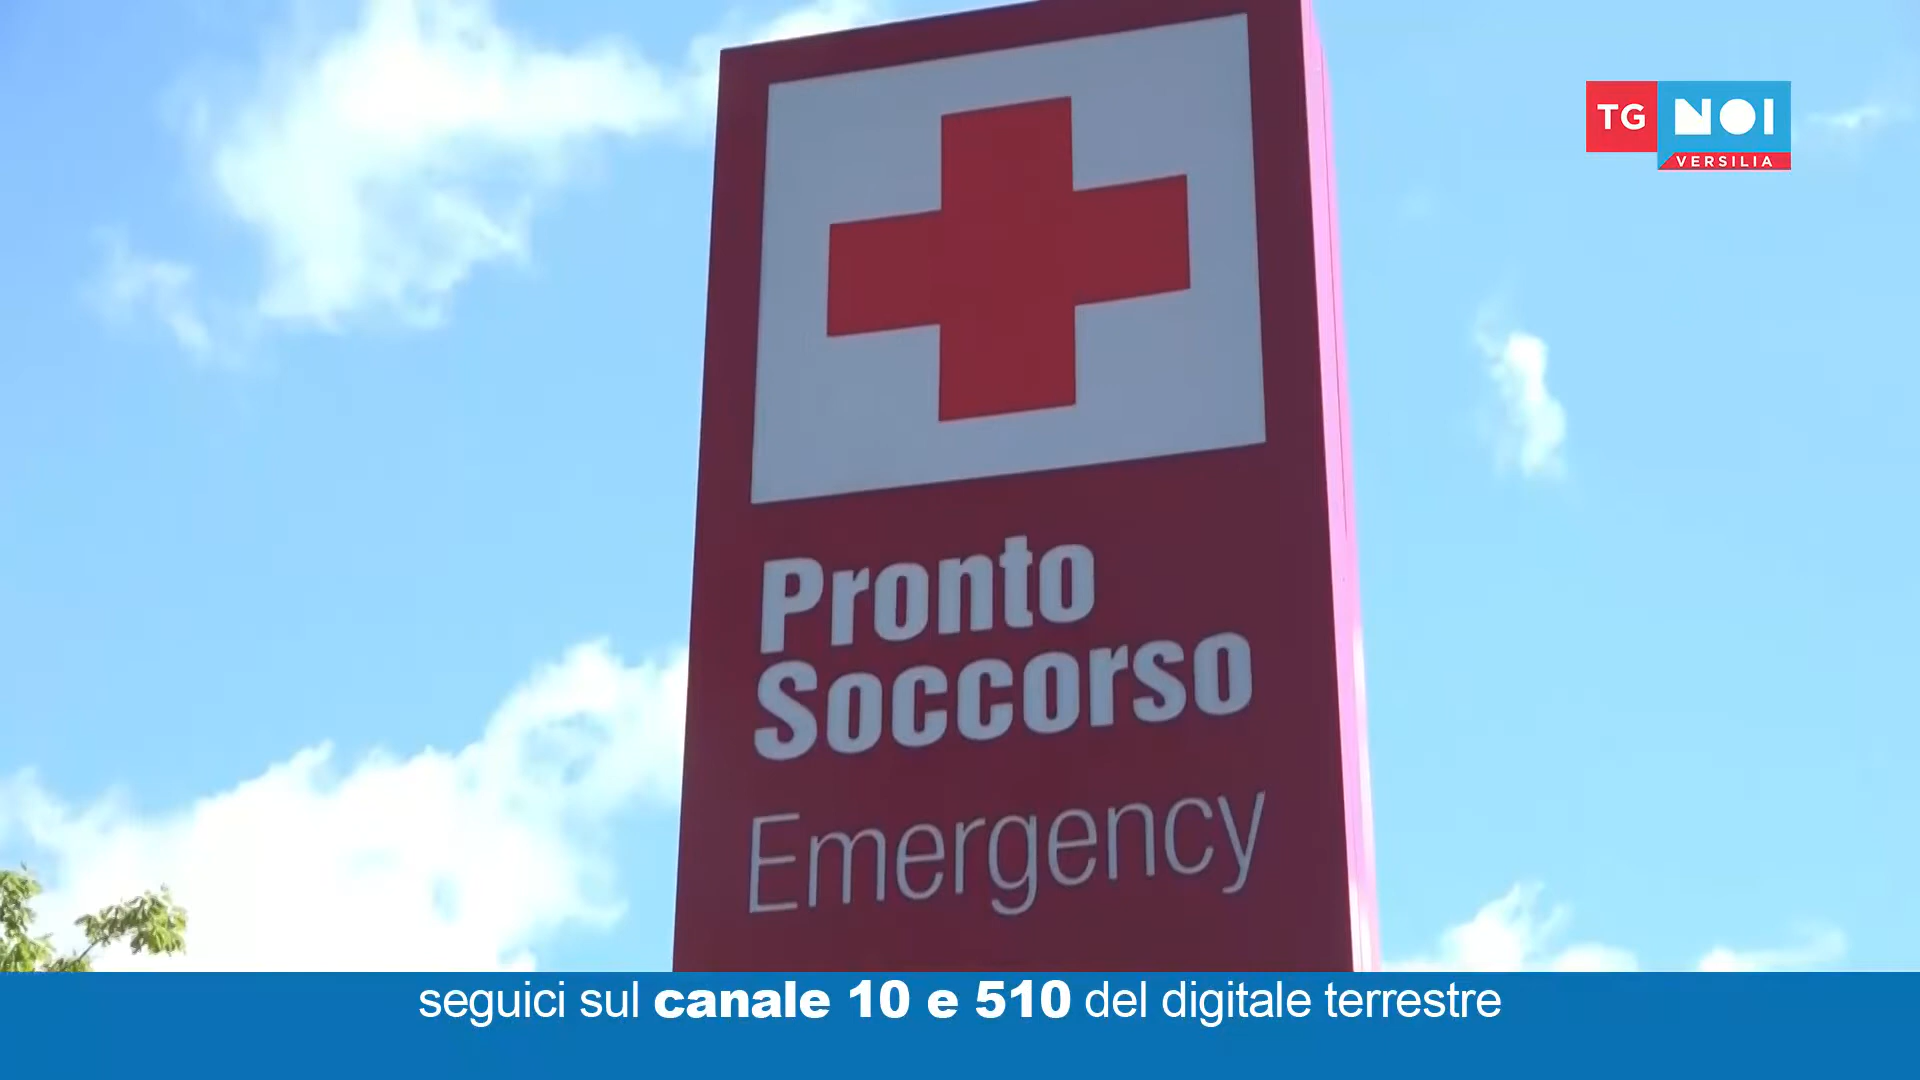 TG NOI
VERSILIA
Pronto
Soccorso
Emergency
seguici sul canale 10 e 510 del digitale terrestre